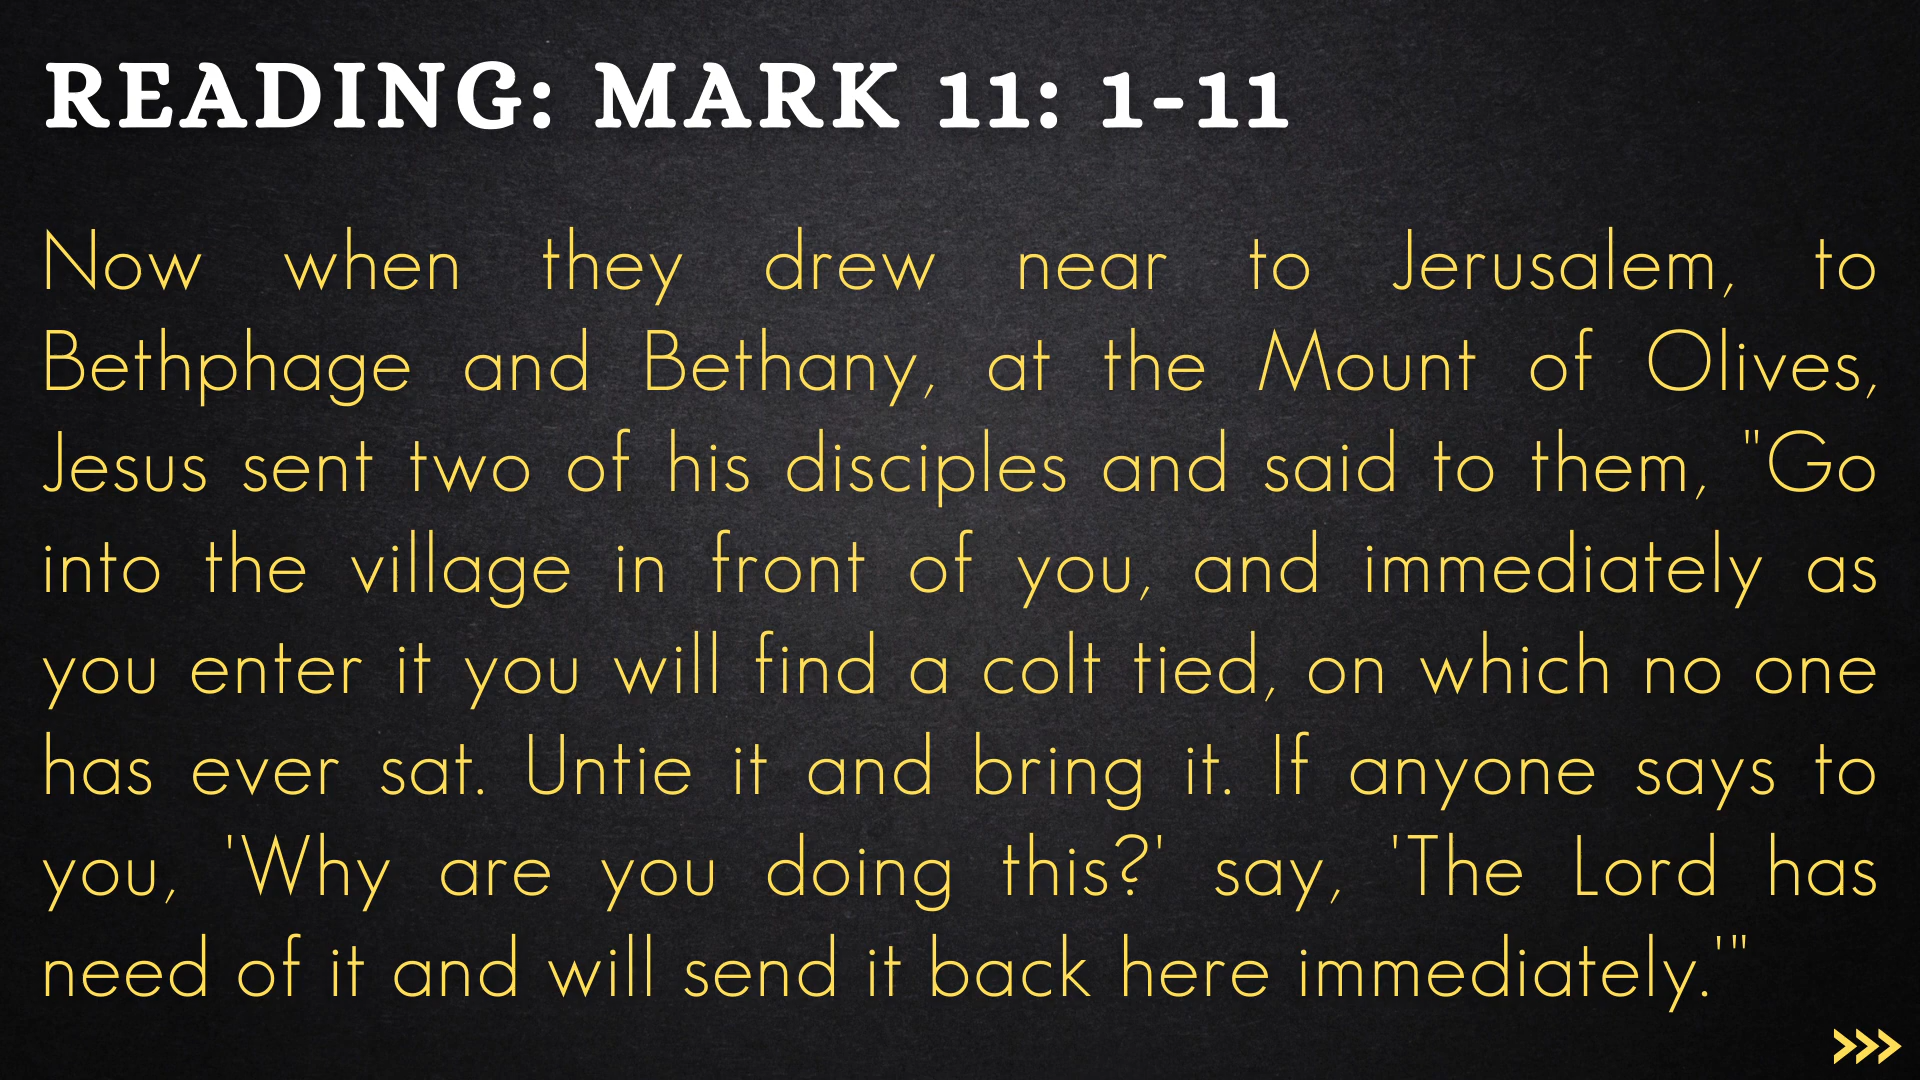 READING: MARK 11: 1-11
Now when they drew near to Jerusalem, to
Bethphage and Bethany, at the Mount of Olives,
Jesus sent two of his disciples and said to them, "Go
into the village in front of you, and immediately as
you enter it you will find a colt tied, on which no one
has ever sat. Untie it and bring it. If anyone says to
you, 'Why are you doing this?' say, 'The Lord has
need of it and will send it back here immediately.'"